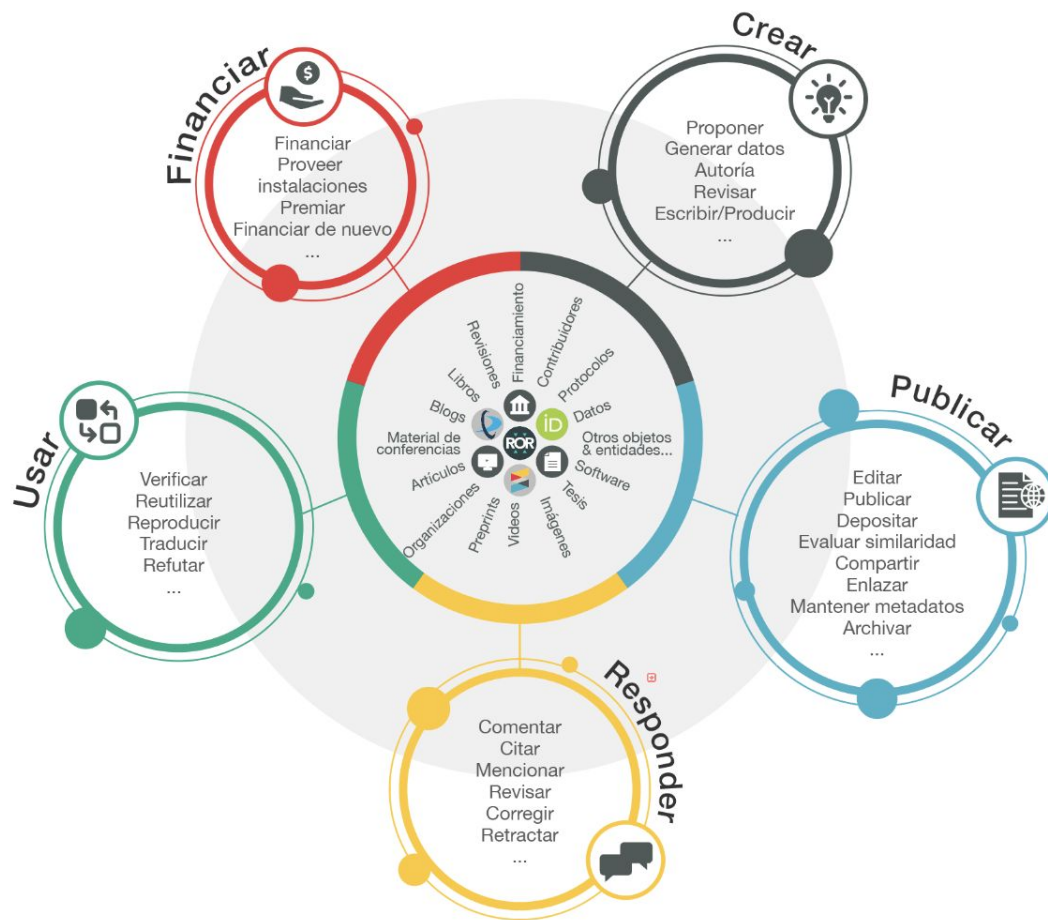 Financiar
$
Financiar
Proveer
instalaciones
Premiar
Financiar de nuevo
...
Crear
Proponer
Generar datos
Autoría
Revisar
Escribir/Producir
...
Publicar
Editar
Publicar
Depositar
Evaluar similaridad
Compartir
Enlazar
Mantener metadatos
Archivar
...
Responder
Comentar
Citar
Mencionar
Revisar
Corregir
Retractar
...
Usar
Verificar
Reutilizar
Reproducir
Traducir
Refutar
...
Financiamiento
Contribuidores
Protocolos
Datos
Otros objetos
& entidades...
Software
Tesis
Imágenes
Videos
Preprints
Organizaciones
Artículos
Material de
conferencias
Blogs
Libros
Revisiones
iD
ROR